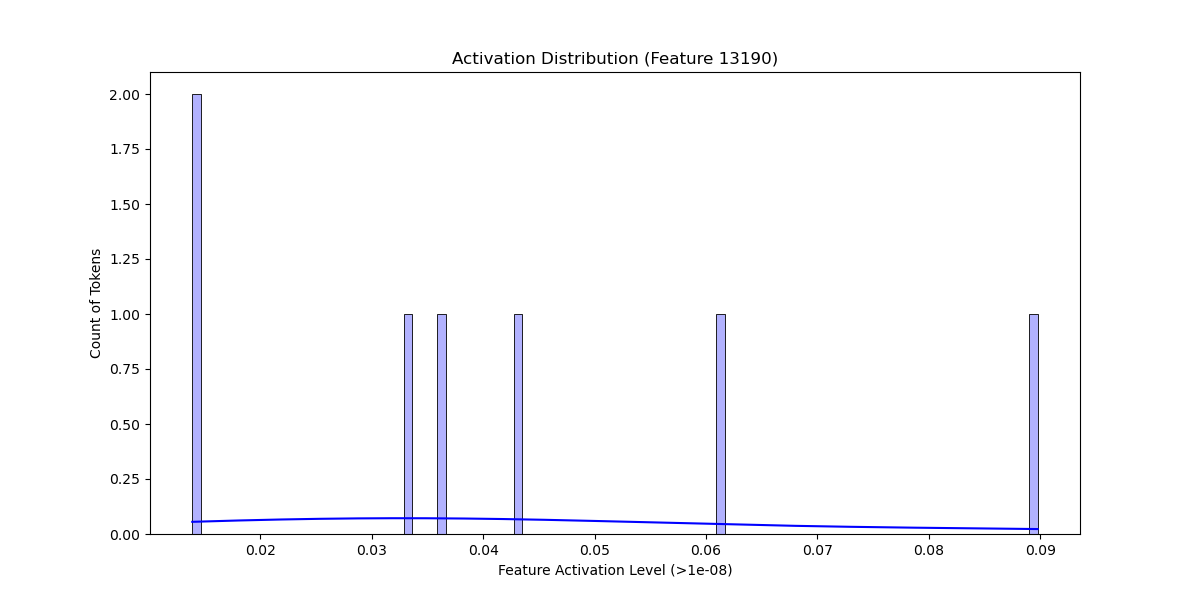 Activation Distribution (Feature 13190)
Count of Tokens
2.00
1.75
1.50
1.25
1.00
0.75
0.50
0.25
0.00
0.02 0.03 0.04 0.05 0.06 0.07 0.08 0.09
Feature Activation Level (>1e-08)